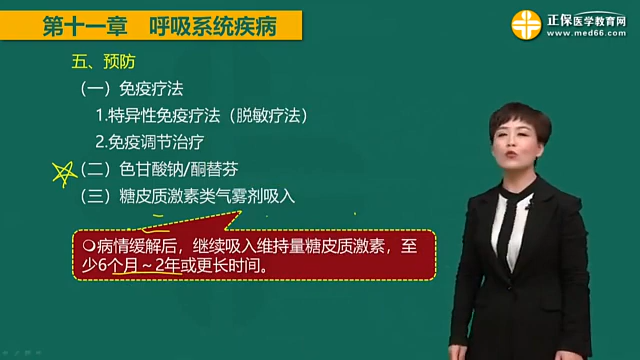 第十一章 呼吸系统疾病
正保医学教育网
www.med66.com
五、预防
（一）免疫疗法
1.特异性免疫疗法（脱敏疗法）
2.免疫调节治疗
（二）色甘酸钠/酮替芬
（三）糖皮质激素类气雾剂吸入
❍病情缓解后，继续吸入维持量糖皮质激素，至
少6个月～2年或更长时间。